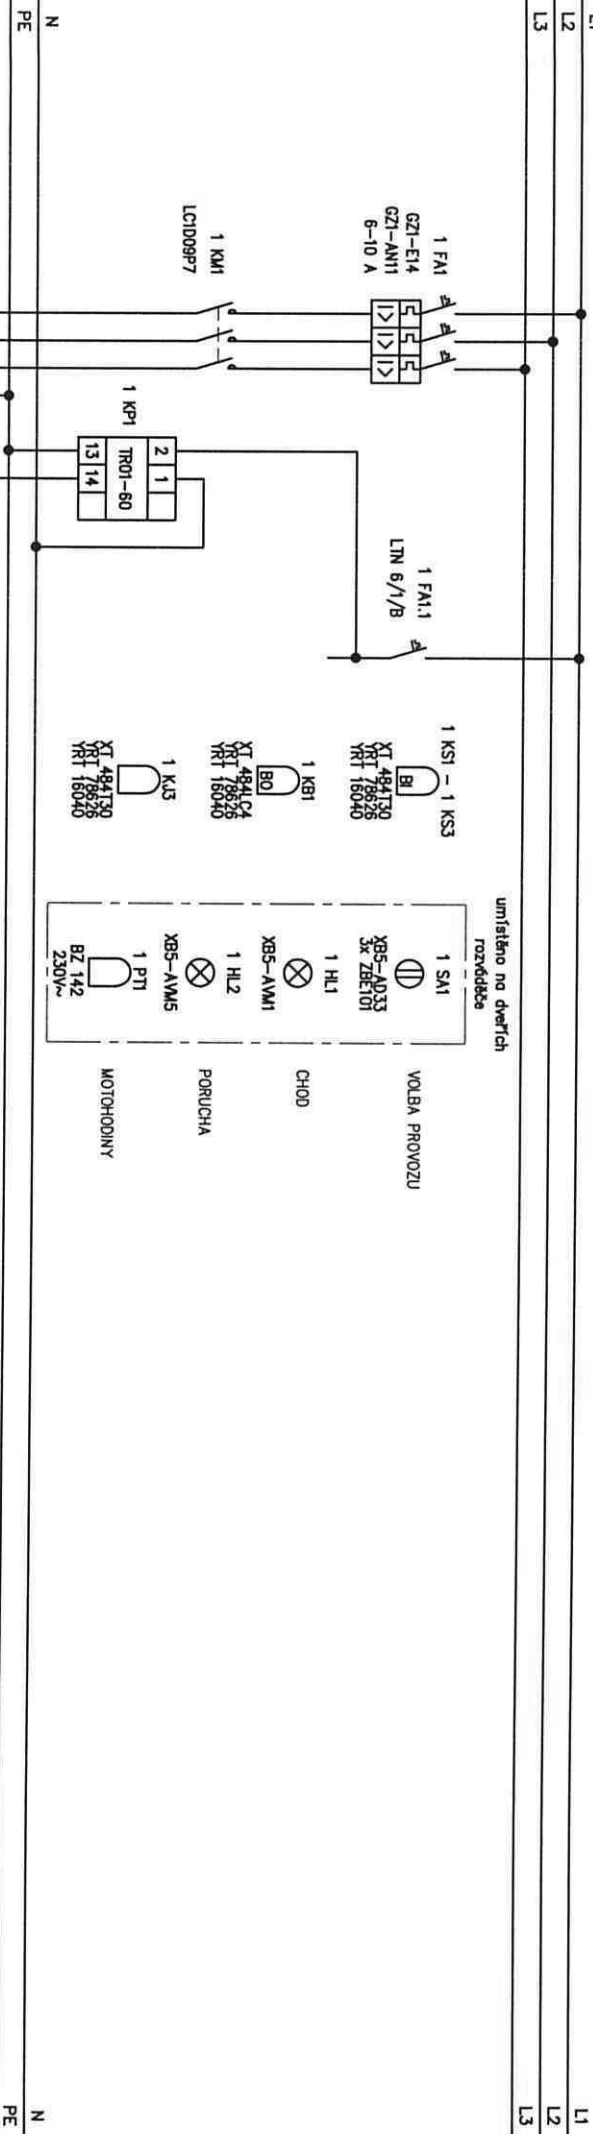 L1
L2
L3
1 FA1
GZ1-E14
GZ1-AN11
6-10 A
I>
I>
I>
1 KM1
LC1D09P7
1 KP1
2
1
TR01-60
13
14
1 FA1.1
LTN 6/1/B
1 KS1 - 1 KS3
BI
XT 484T30
YRT 78626
YRT 16040
1 KB1
BO
XT 484LC4
YRT 78626
YRT 16040
1 KJ3
XT 484T30
YRT 78626
YRT 16040
umístěno na dveřích
rozváděče
1 SA1
XB5-AD33
3x ZBE101
VOLBA PROVOZU
1 HL1
XB5-AVM1
CHOD
1 HL2
XB5-AVM5
PORUCHA
1 PT1
BZ 142
230V~
MOTOHODINY
N
PE
L1
L2
L3
N
PE